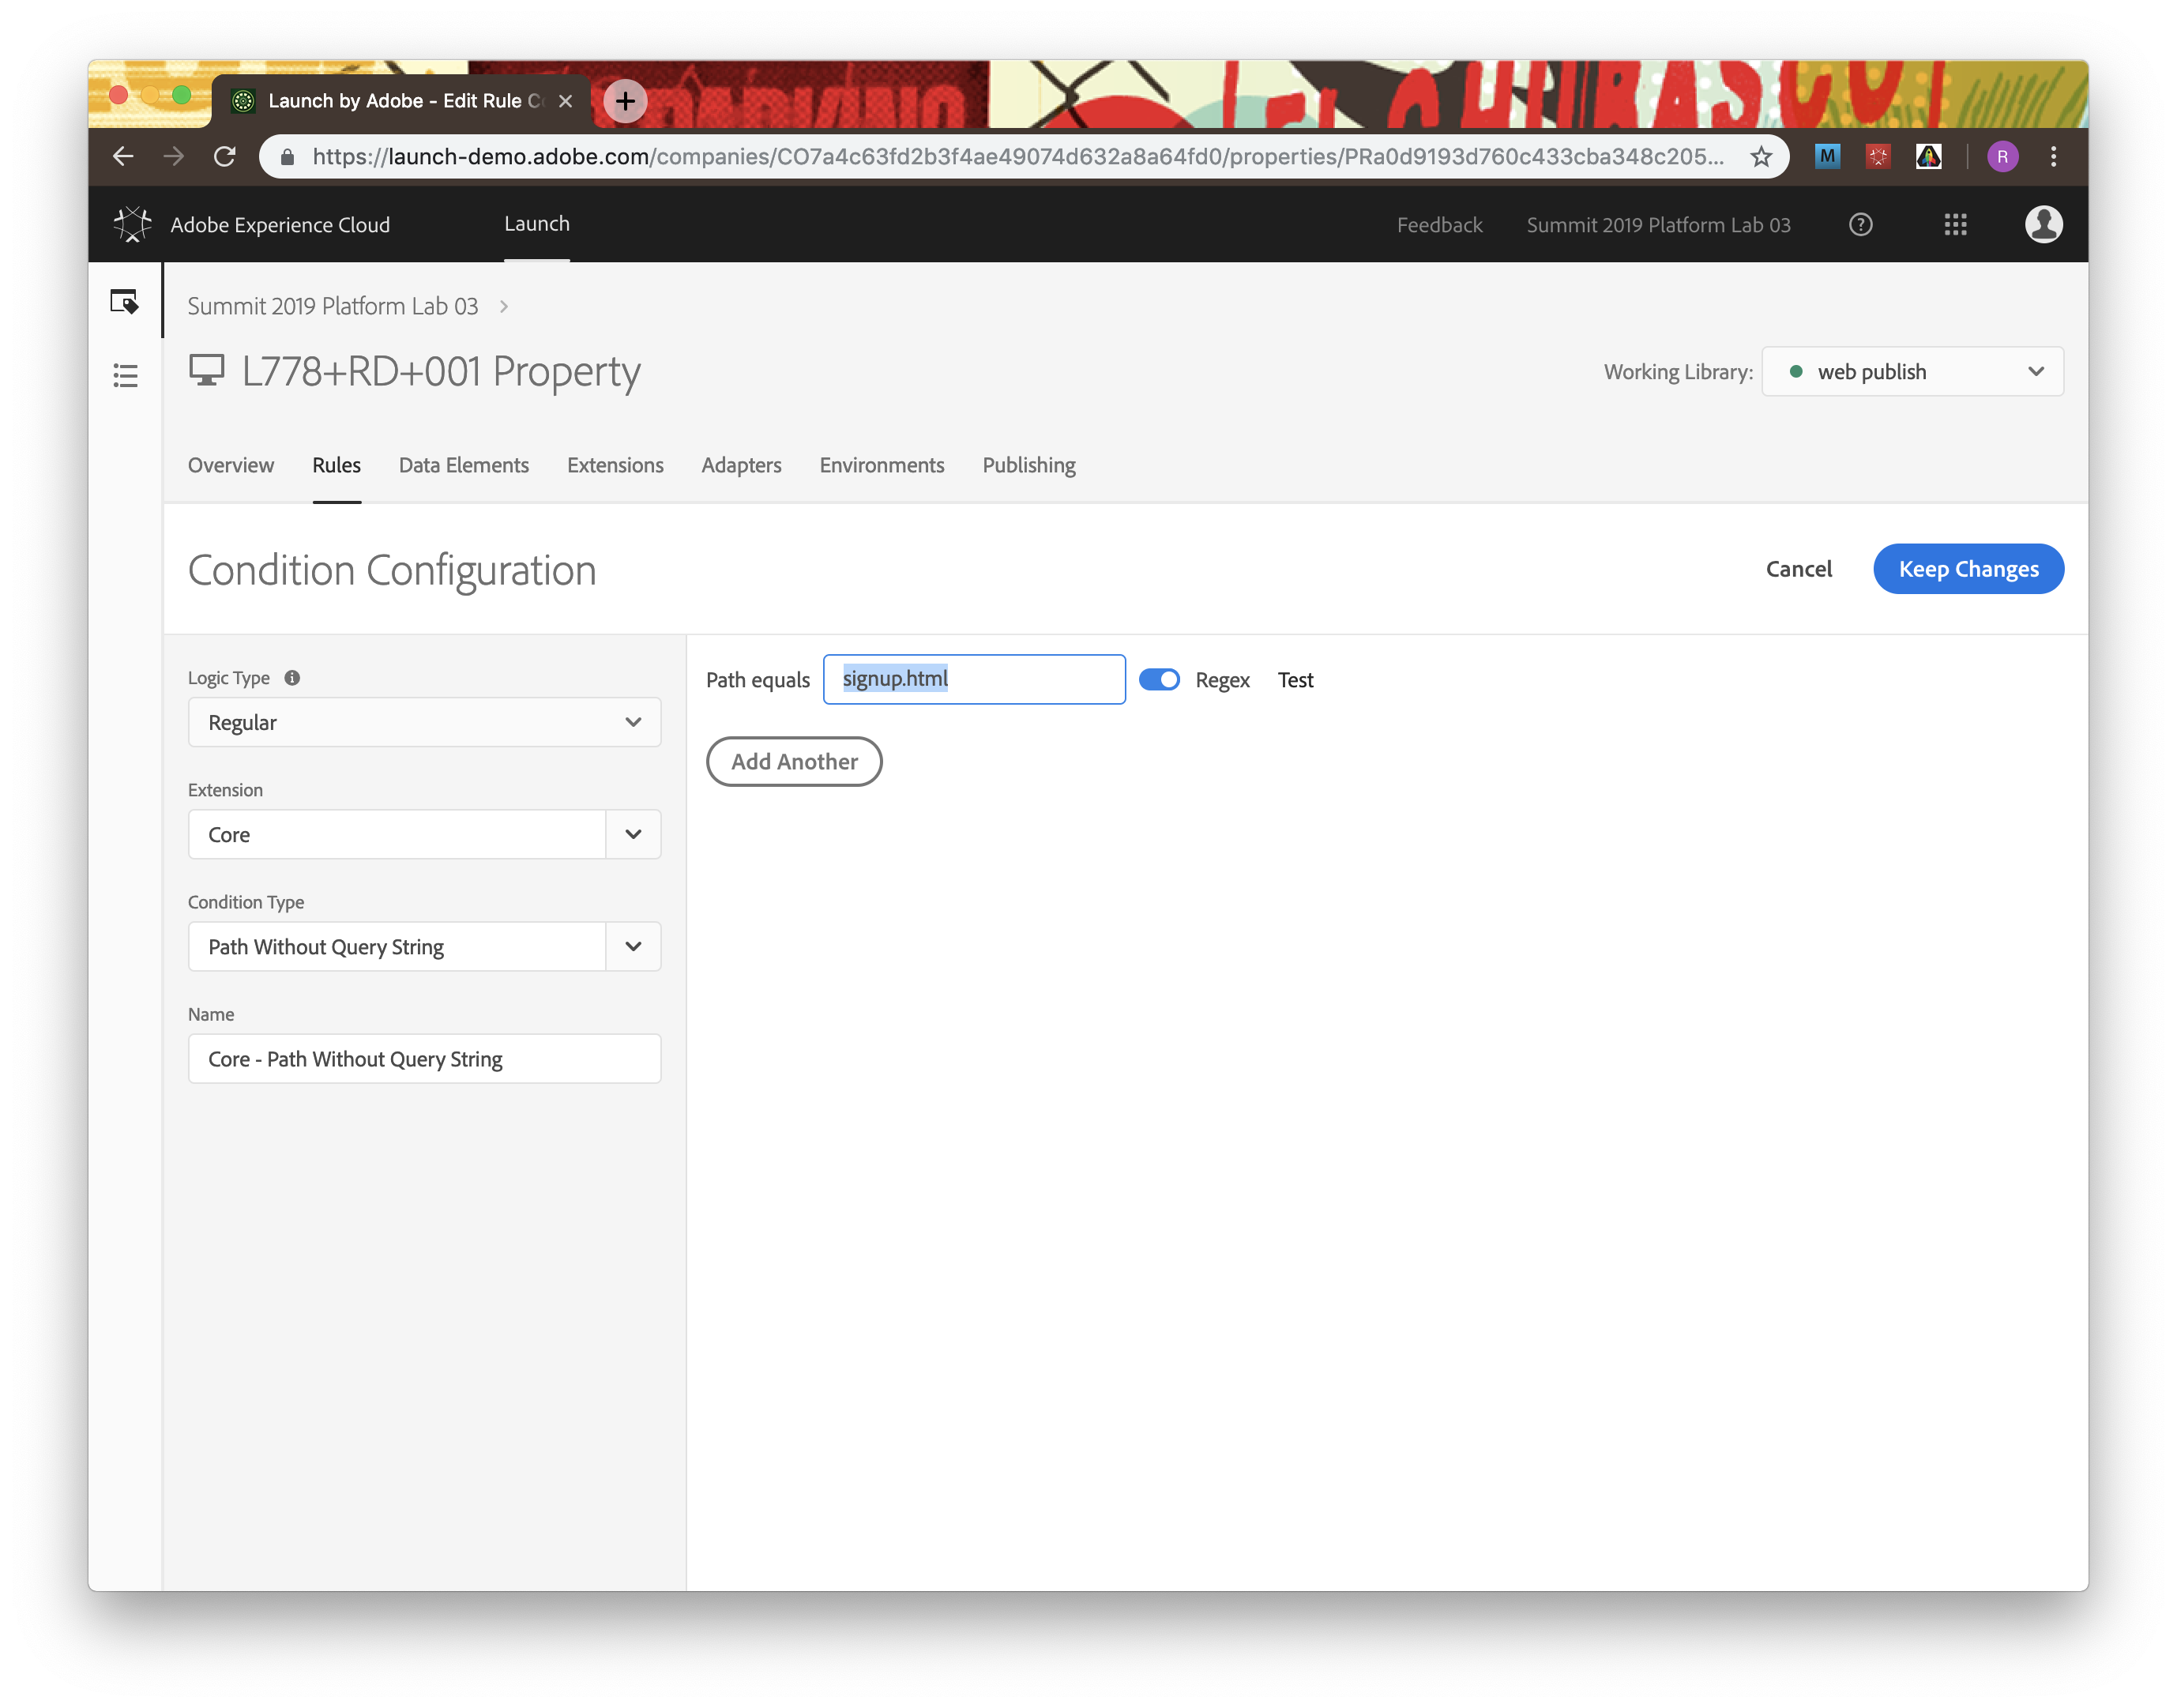 Launch by Adobe - Edit Rule
https://launch-demo.adobe.com/companies/CO7a4c63fd2b3f4ae49074d632a8a64fd0/properties/PRa0d9193d760c433cba348c205...
M
R
Adobe Experience Cloud
Launch
Feedback
Summit 2019 Platform Lab 03
Summit 2019 Platform Lab 03
L778+RD+001 Property
Working Library:
web publish
Overview
Rules
Data Elements
Extensions
Adapters
Environments
Publishing
Condition Configuration
Cancel
Keep Changes
Logic Type
Regular
Extension
Core
Condition Type
Path Without Query String
Name
Core - Path Without Query String
Path equals
signup.html
Regex
Test
Add Another